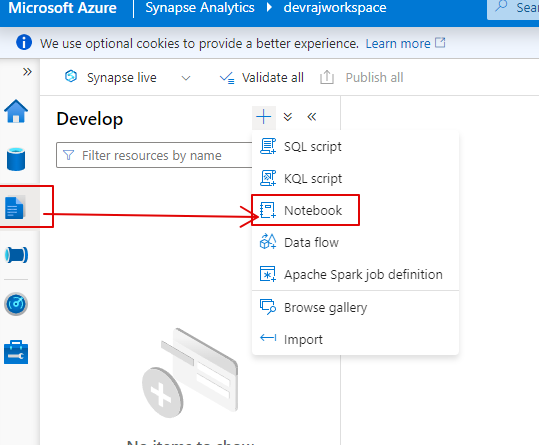 Microsoft Azure
Synapse Analytics
devrajworkspace
Sea
We use optional cookies to provide a better experience. Learn more
Synapse live
Validate all
Publish all
Develop
Filter resources by name
SQL script
KQL script
Notebook
Data flow
Apache Spark job definition
Browse gallery
Import
No items to show